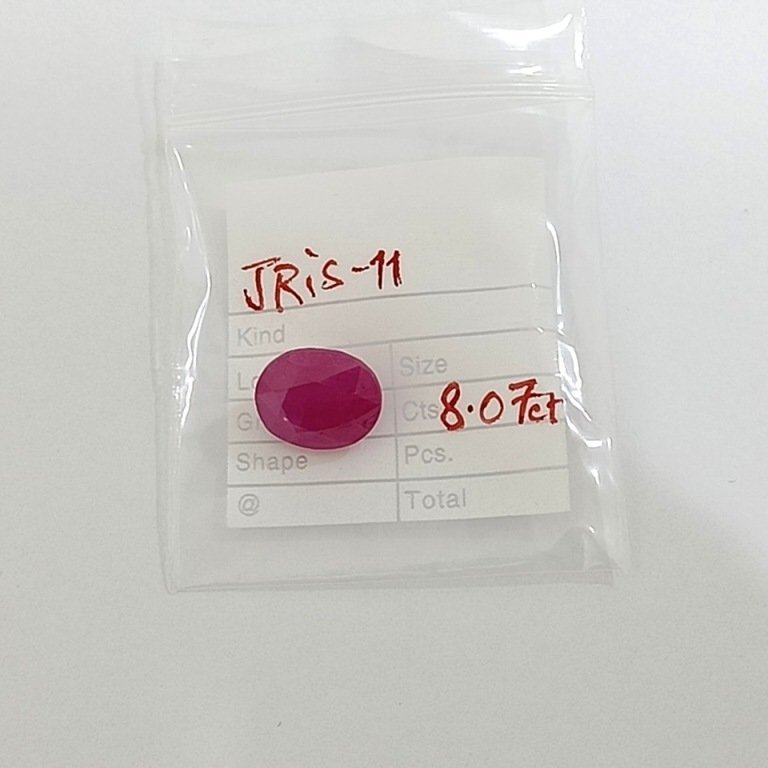 JRiS-11
Kind
Size
Cts 8.07ct
Shape
Pcs.
@
Total